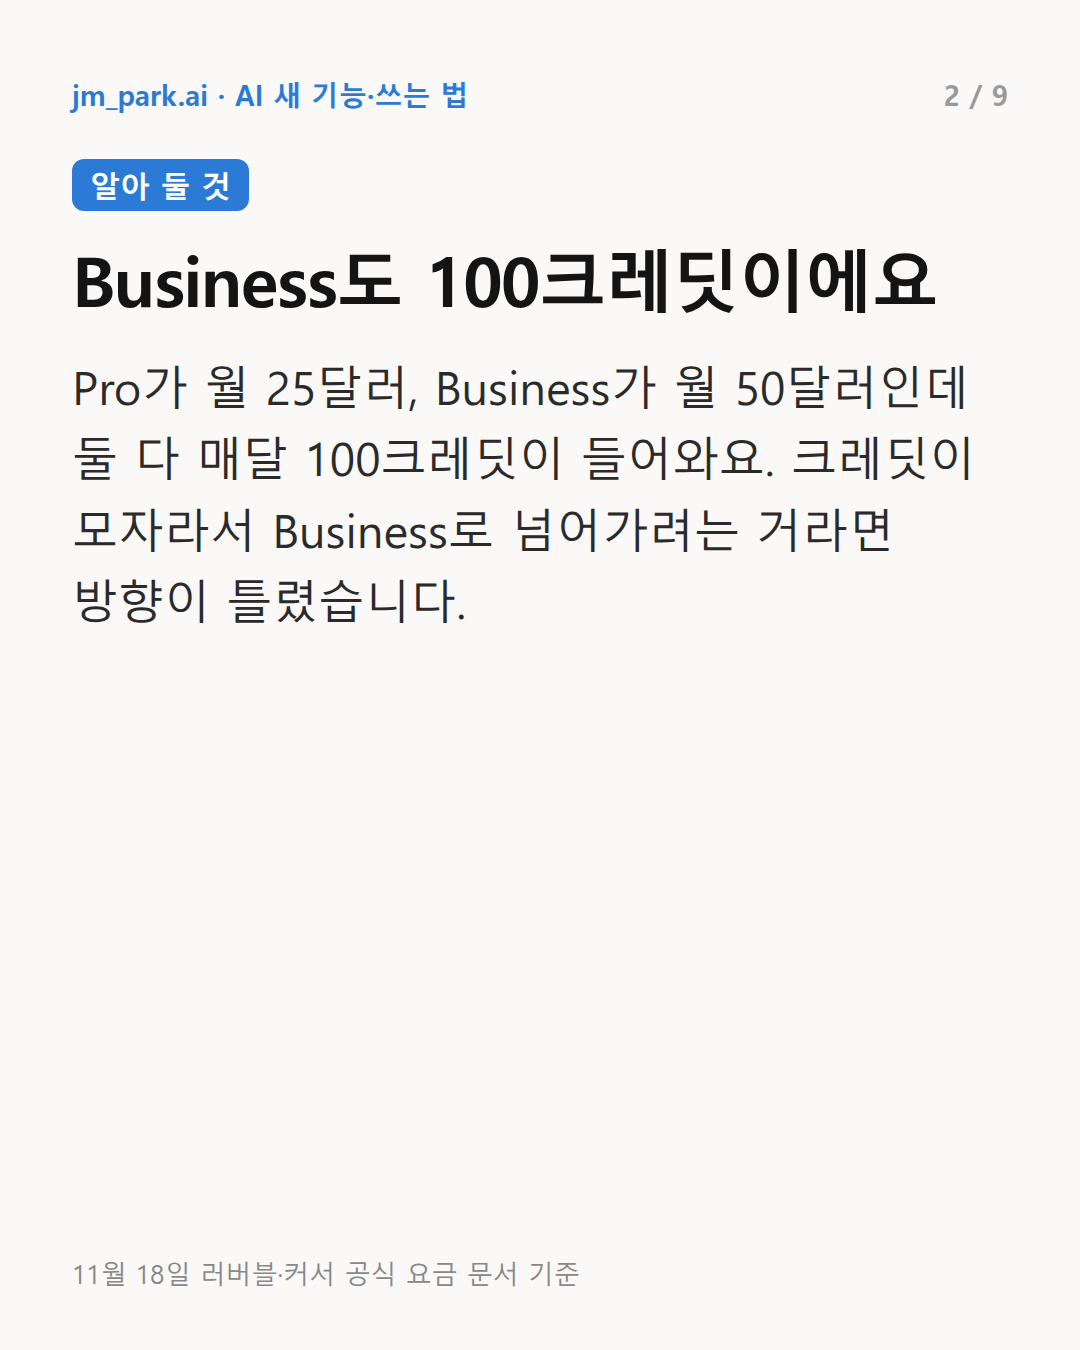 jm_park.ai · AI 새 기능·쓰는 법
2 / 9
알아 둘 것
Business도 100크레딧이에요
Pro가 월 25달러, Business가 월 50달러인데
둘 다 매달 100크레딧이 들어와요. 크레딧이
모자라서 Business로 넘어가려는 거라면
방향이 틀렸습니다.
11월 18일 러버블·커서 공식 요금 문서 기준